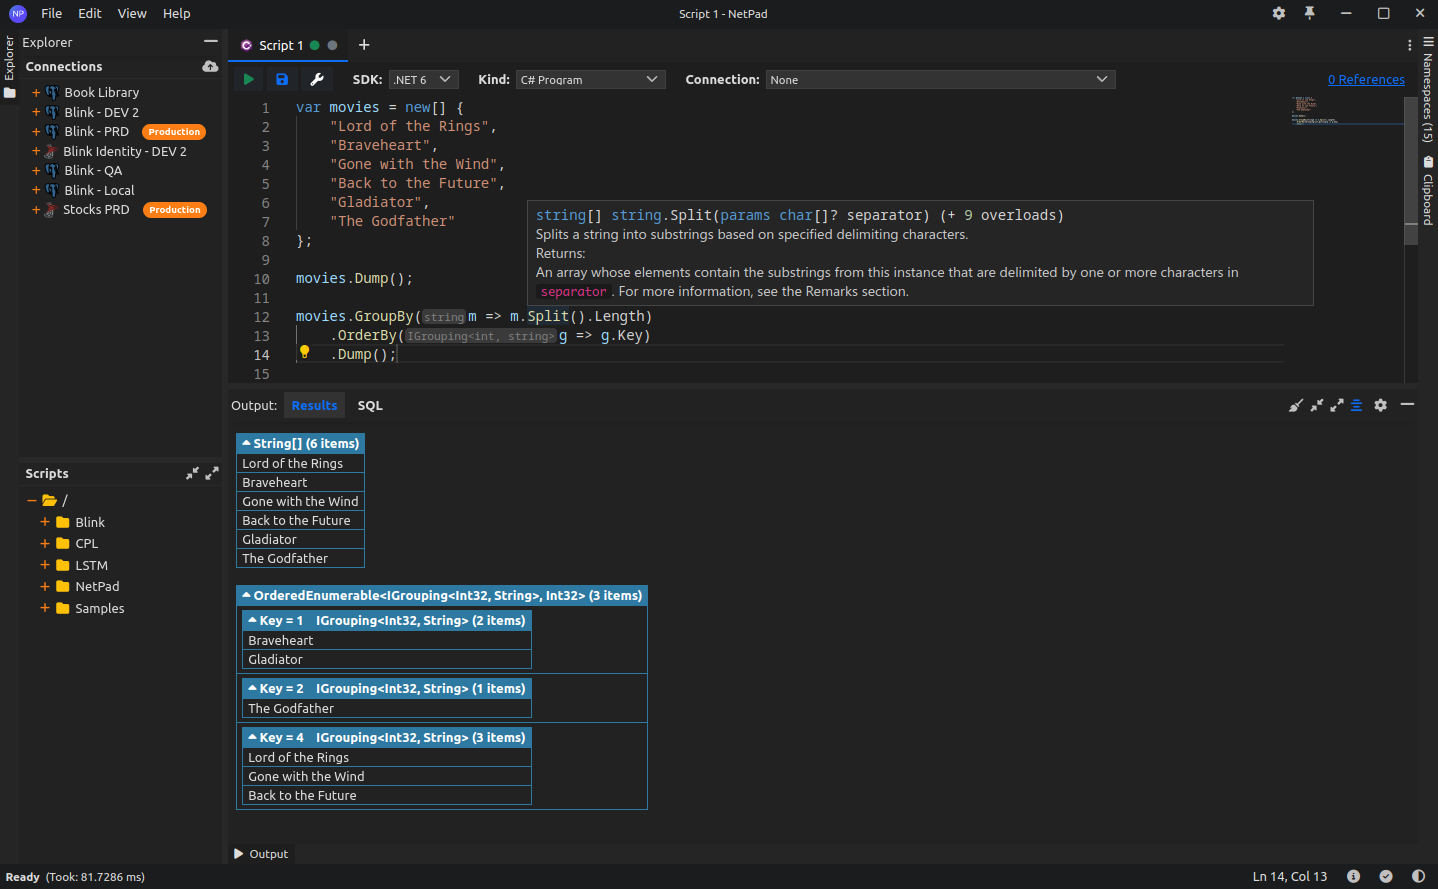 NP File Edit View Help
Script 1 - NetPad
Explorer
Explorer
Connections
Book Library
Blink - DEV 2
Blink - PRD Production
Blink Identity - DEV 2
Blink - QA
Blink - Local
Stocks PRD Production
Scripts
/
Blink
CPL
LSTM
NetPad
Samples
Script 1
SDK: .NET 6 Kind: C# Program Connection: None 0 References
1 var movies = new[] {
2 "Lord of the Rings",
3 "Braveheart",
4 "Gone with the Wind",
5 "Back to the Future",
6 "Gladiator",
7 "The Godfather"
8 };
9
10 movies.Dump();
11
12 movies.GroupBy(string m => m.Split().Length)
13 .OrderBy(IGrouping<int, string> g => g.Key)
14 .Dump();
15
string[] string.Split(params char[]? separator) (+ 9 overloads)
Splits a string into substrings based on specified delimiting characters.
Returns:
An array whose elements contain the substrings from this instance that are delimited by one or more characters in
separator. For more information, see the Remarks section.
Namespaces (15)
Clipboard
Output: Results SQL
String[] (6 items)
Lord of the Rings
Braveheart
Gone with the Wind
Back to the Future
Gladiator
The Godfather
OrderedEnumerable<IGrouping<Int32, String>, Int32> (3 items)
Key = 1 IGrouping<Int32, String> (2 items)
Braveheart
Gladiator
Key = 2 IGrouping<Int32, String> (1 items)
The Godfather
Key = 4 IGrouping<Int32, String> (3 items)
Lord of the Rings
Gone with the Wind
Back to the Future
Output
Ready (Took: 81.7286 ms)
Ln 14, Col 13